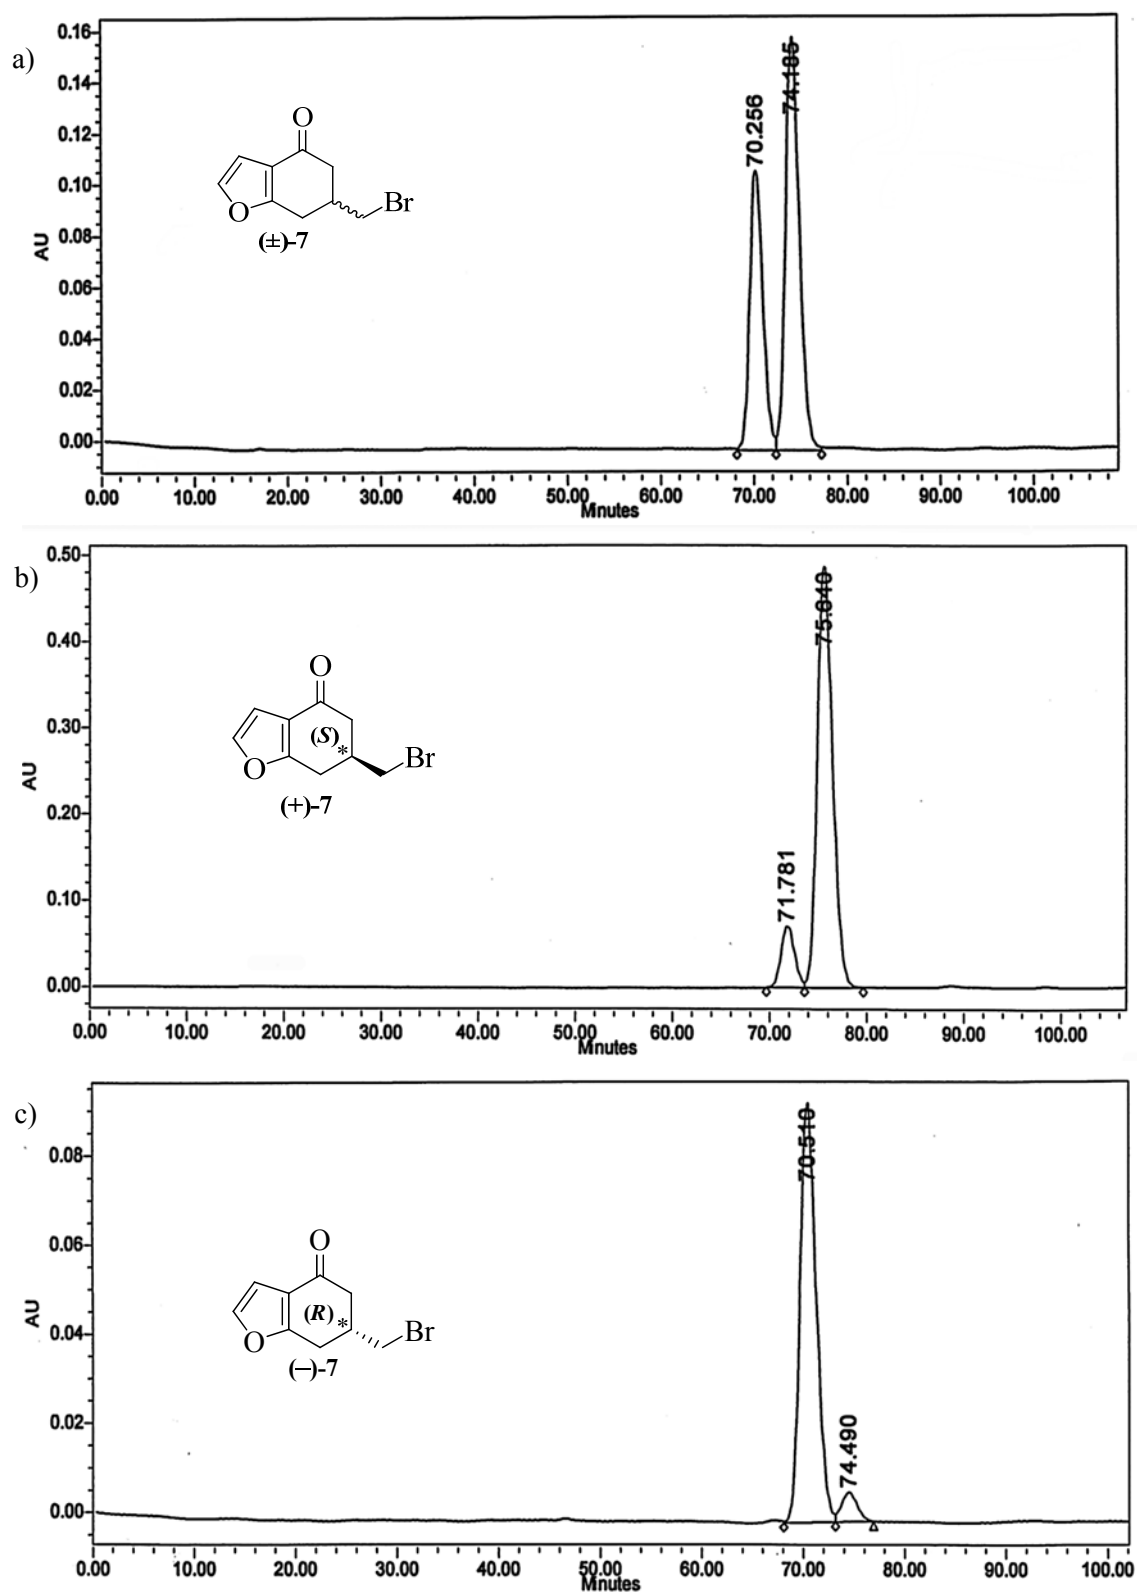 a)
0.16
0.14
0.12
0.10
0.08
0.06
0.04
0.02
0.00
AU
70.256
74.185
O
O
Br
(±)-7
0.00 10.00 20.00 30.00 40.00 50.00 60.00 70.00 80.00 90.00 100.00
Minutes
b)
0.50
0.40
0.30
0.20
0.10
0.00
AU
71.781
75.640
O
(S)
*
O
Br
(+)-7
0.00 10.00 20.00 30.00 40.00 50.00 60.00 70.00 80.00 90.00 100.00
Minutes
c)
0.08
0.06
0.04
0.02
0.00
AU
70.510
74.490
O
(R)
*
O
Br
(−)-7
0.00 10.00 20.00 30.00 40.00 50.00 60.00 70.00 80.00 90.00 100.00
Minutes